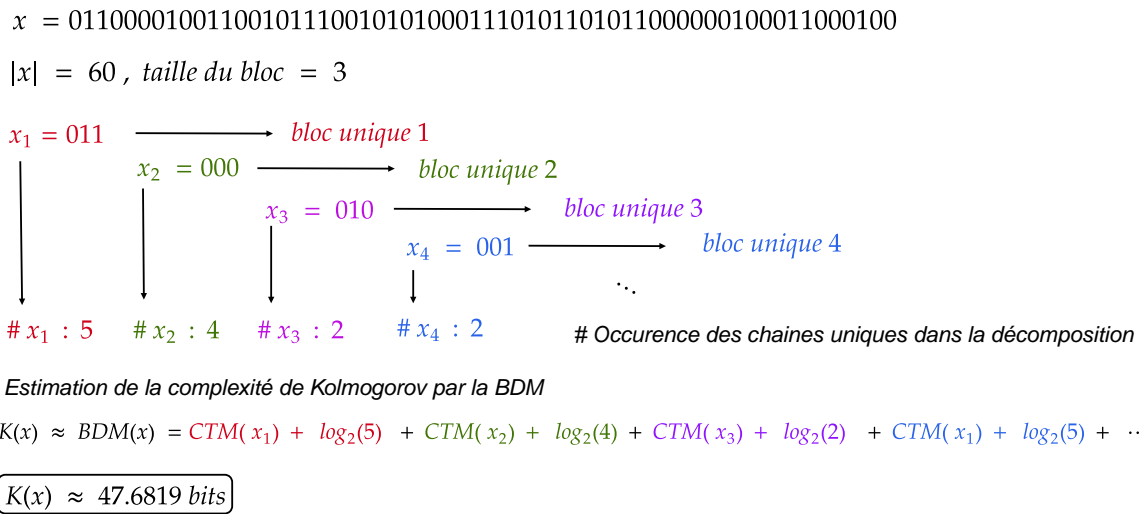 x = 011000010011001011100101010001110101101011000000100011000100
|x| = 60 , taille du bloc = 3
x₁ = 011 bloc unique 1
x₂ = 000 bloc unique 2
x₃ = 010 bloc unique 3
x₄ = 001 bloc unique 4
⋱
# x₁ : 5 # x₂ : 4 # x₃ : 2 # x₄ : 2 # Occurence des chaines uniques dans la décomposition
Estimation de la complexité de Kolmogorov par la BDM
K(x) ≈ BDM(x) = CTM( x₁) + log₂(5) + CTM( x₂) + log₂(4) + CTM( x₃) + log₂(2) + CTM( x₁) + log₂(5) + ⋯
K(x) ≈ 47.6819 bits